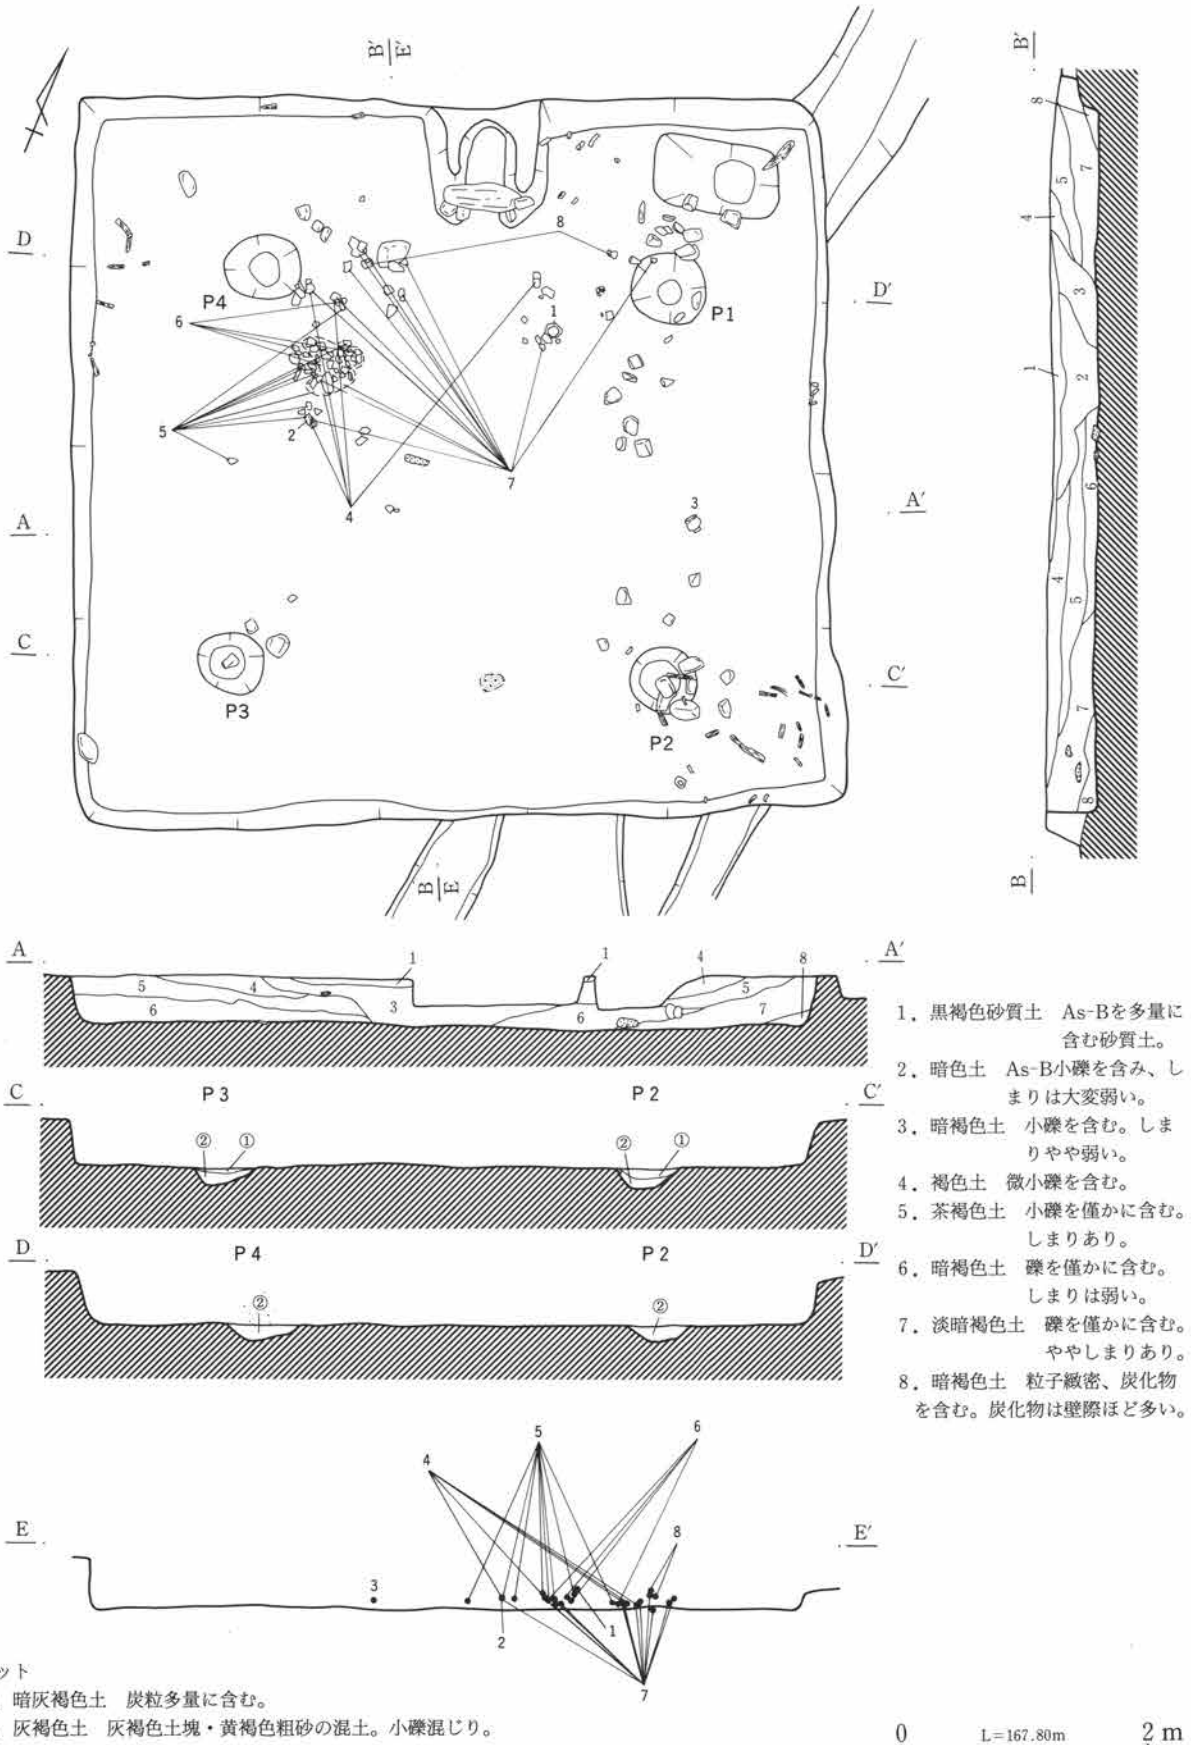 B′ E′
B′
8
7
5
4
3
1
2
6
4
5
7
8
B
D
D′
P4
P1
8
1
6
5
2
7
4
3
A
A′
C
C′
P3
P2
B E
A
A′
1
1
4
8
5
4
5
6
3
6
7
C
P3
P2
C′
②
①
②
①
D
P4
P2
D′
②
②
1. 黒褐色砂質土 As-Bを多量に
含む砂質土。
2. 暗色土 As-B小礫を含み、し
まりは大変弱い。
3. 暗褐色土 小礫を含む。しま
りやや弱い。
4. 褐色土 微小礫を含む。
5. 茶褐色土 小礫を僅かに含む。
しまりあり。
6. 暗褐色土 礫を僅かに含む。
しまりは弱い。
7. 淡暗褐色土 礫を僅かに含む。
ややしまりあり。
8. 暗褐色土 粒子緻密、炭化物
を含む。炭化物は壁際ほど多い。
E
E′
4
5
6
8
3
2
1
7
ット
暗灰褐色土 炭粒多量に含む。
灰褐色土 灰褐色土塊・黄褐色粗砂の混土。小礫混じり。
0 L=167.80m 2m